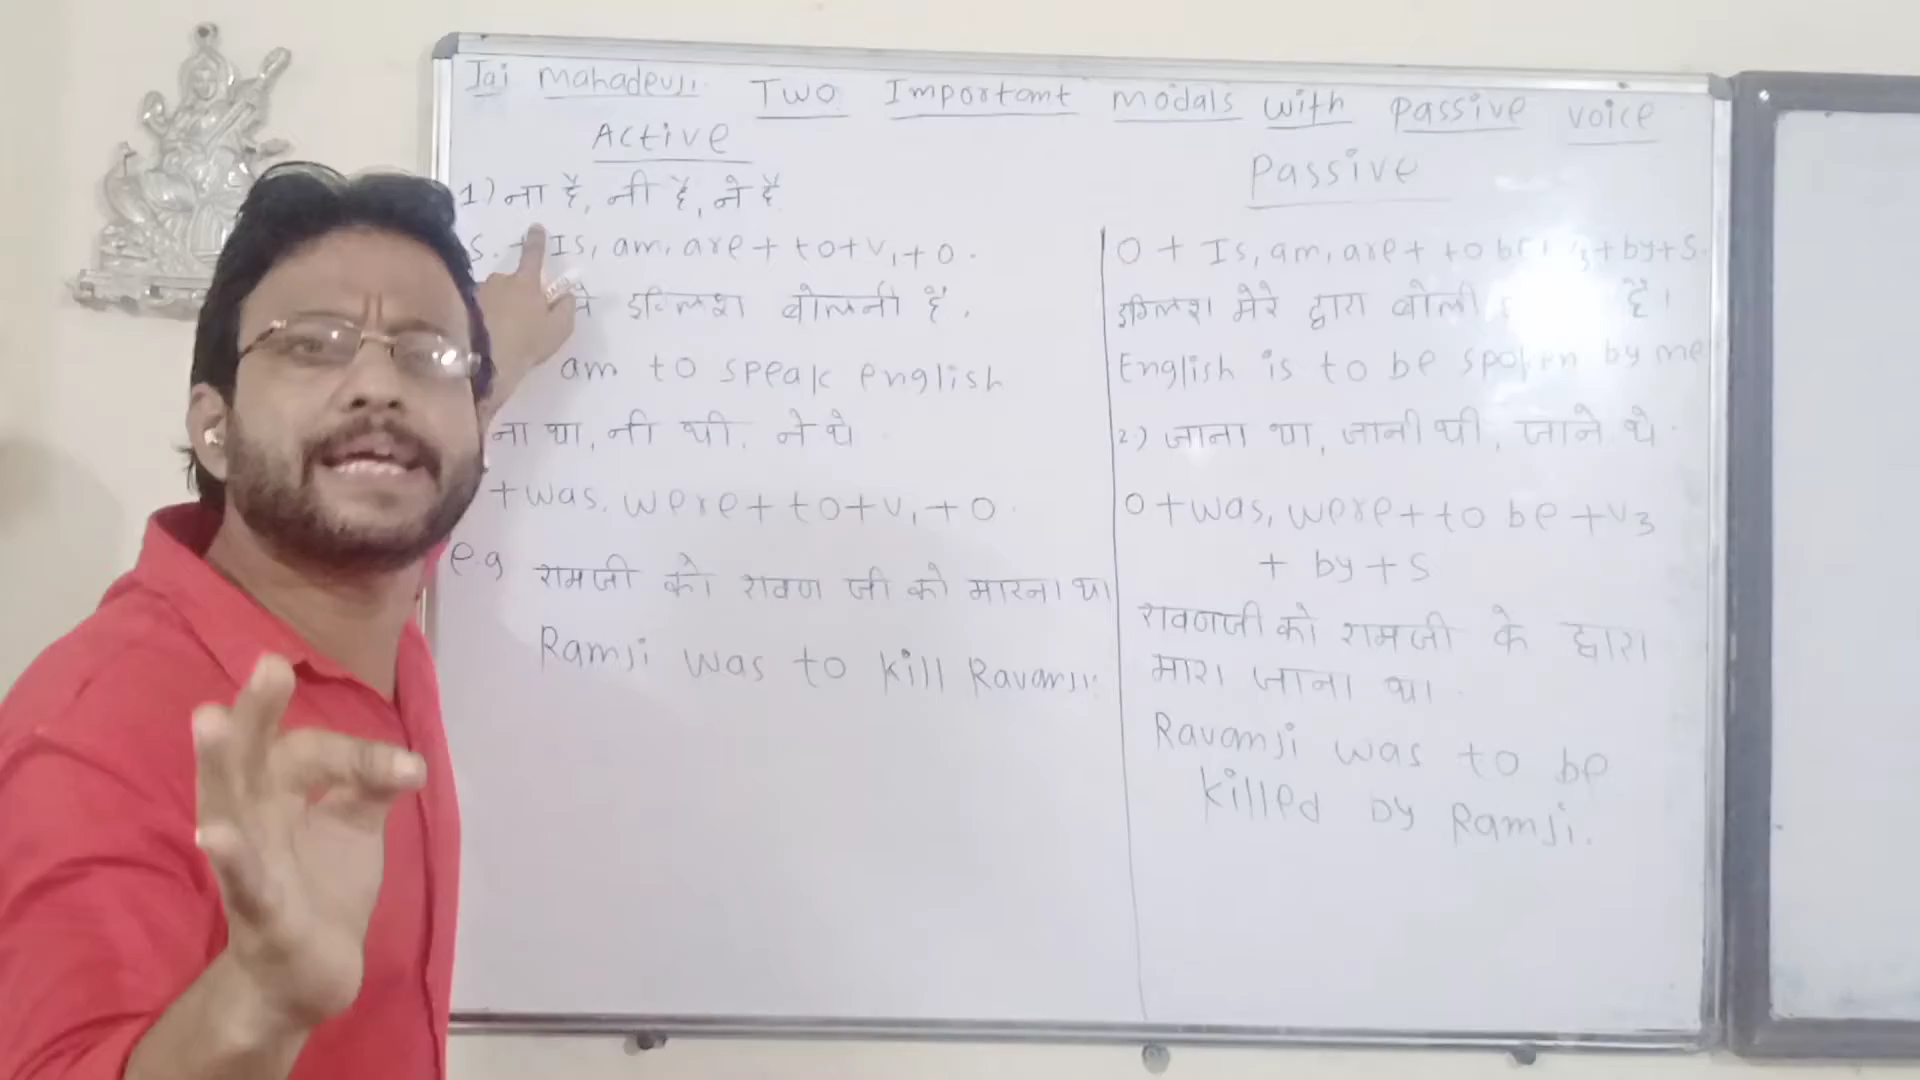 Jai Mahadevji. Two Important Modals with Passive Voice
Active
1) ना है, नी है, ने है
S. + Is, am, are + to + V1 + O.
इंग्लिश बोलनी है.
am to speak english
ना था, नी थी, ने थे
+ was, were + to + V1 + O.
e.g रामजी को रावण जी को मारना था
Ramji was to kill Ravanji.
Passive
O + Is, am, are + to be + by + S.
इंग्लिश मेरे द्वारा बोली है।
English is to be spoken by me
2.) जाना था, जानी थी, जाने थे
O + was, were + to be + V3
+ by + S
रावणजी को रामजी के द्वारा
मारा जाना था.
Ravanji was to be
killed by Ramji.